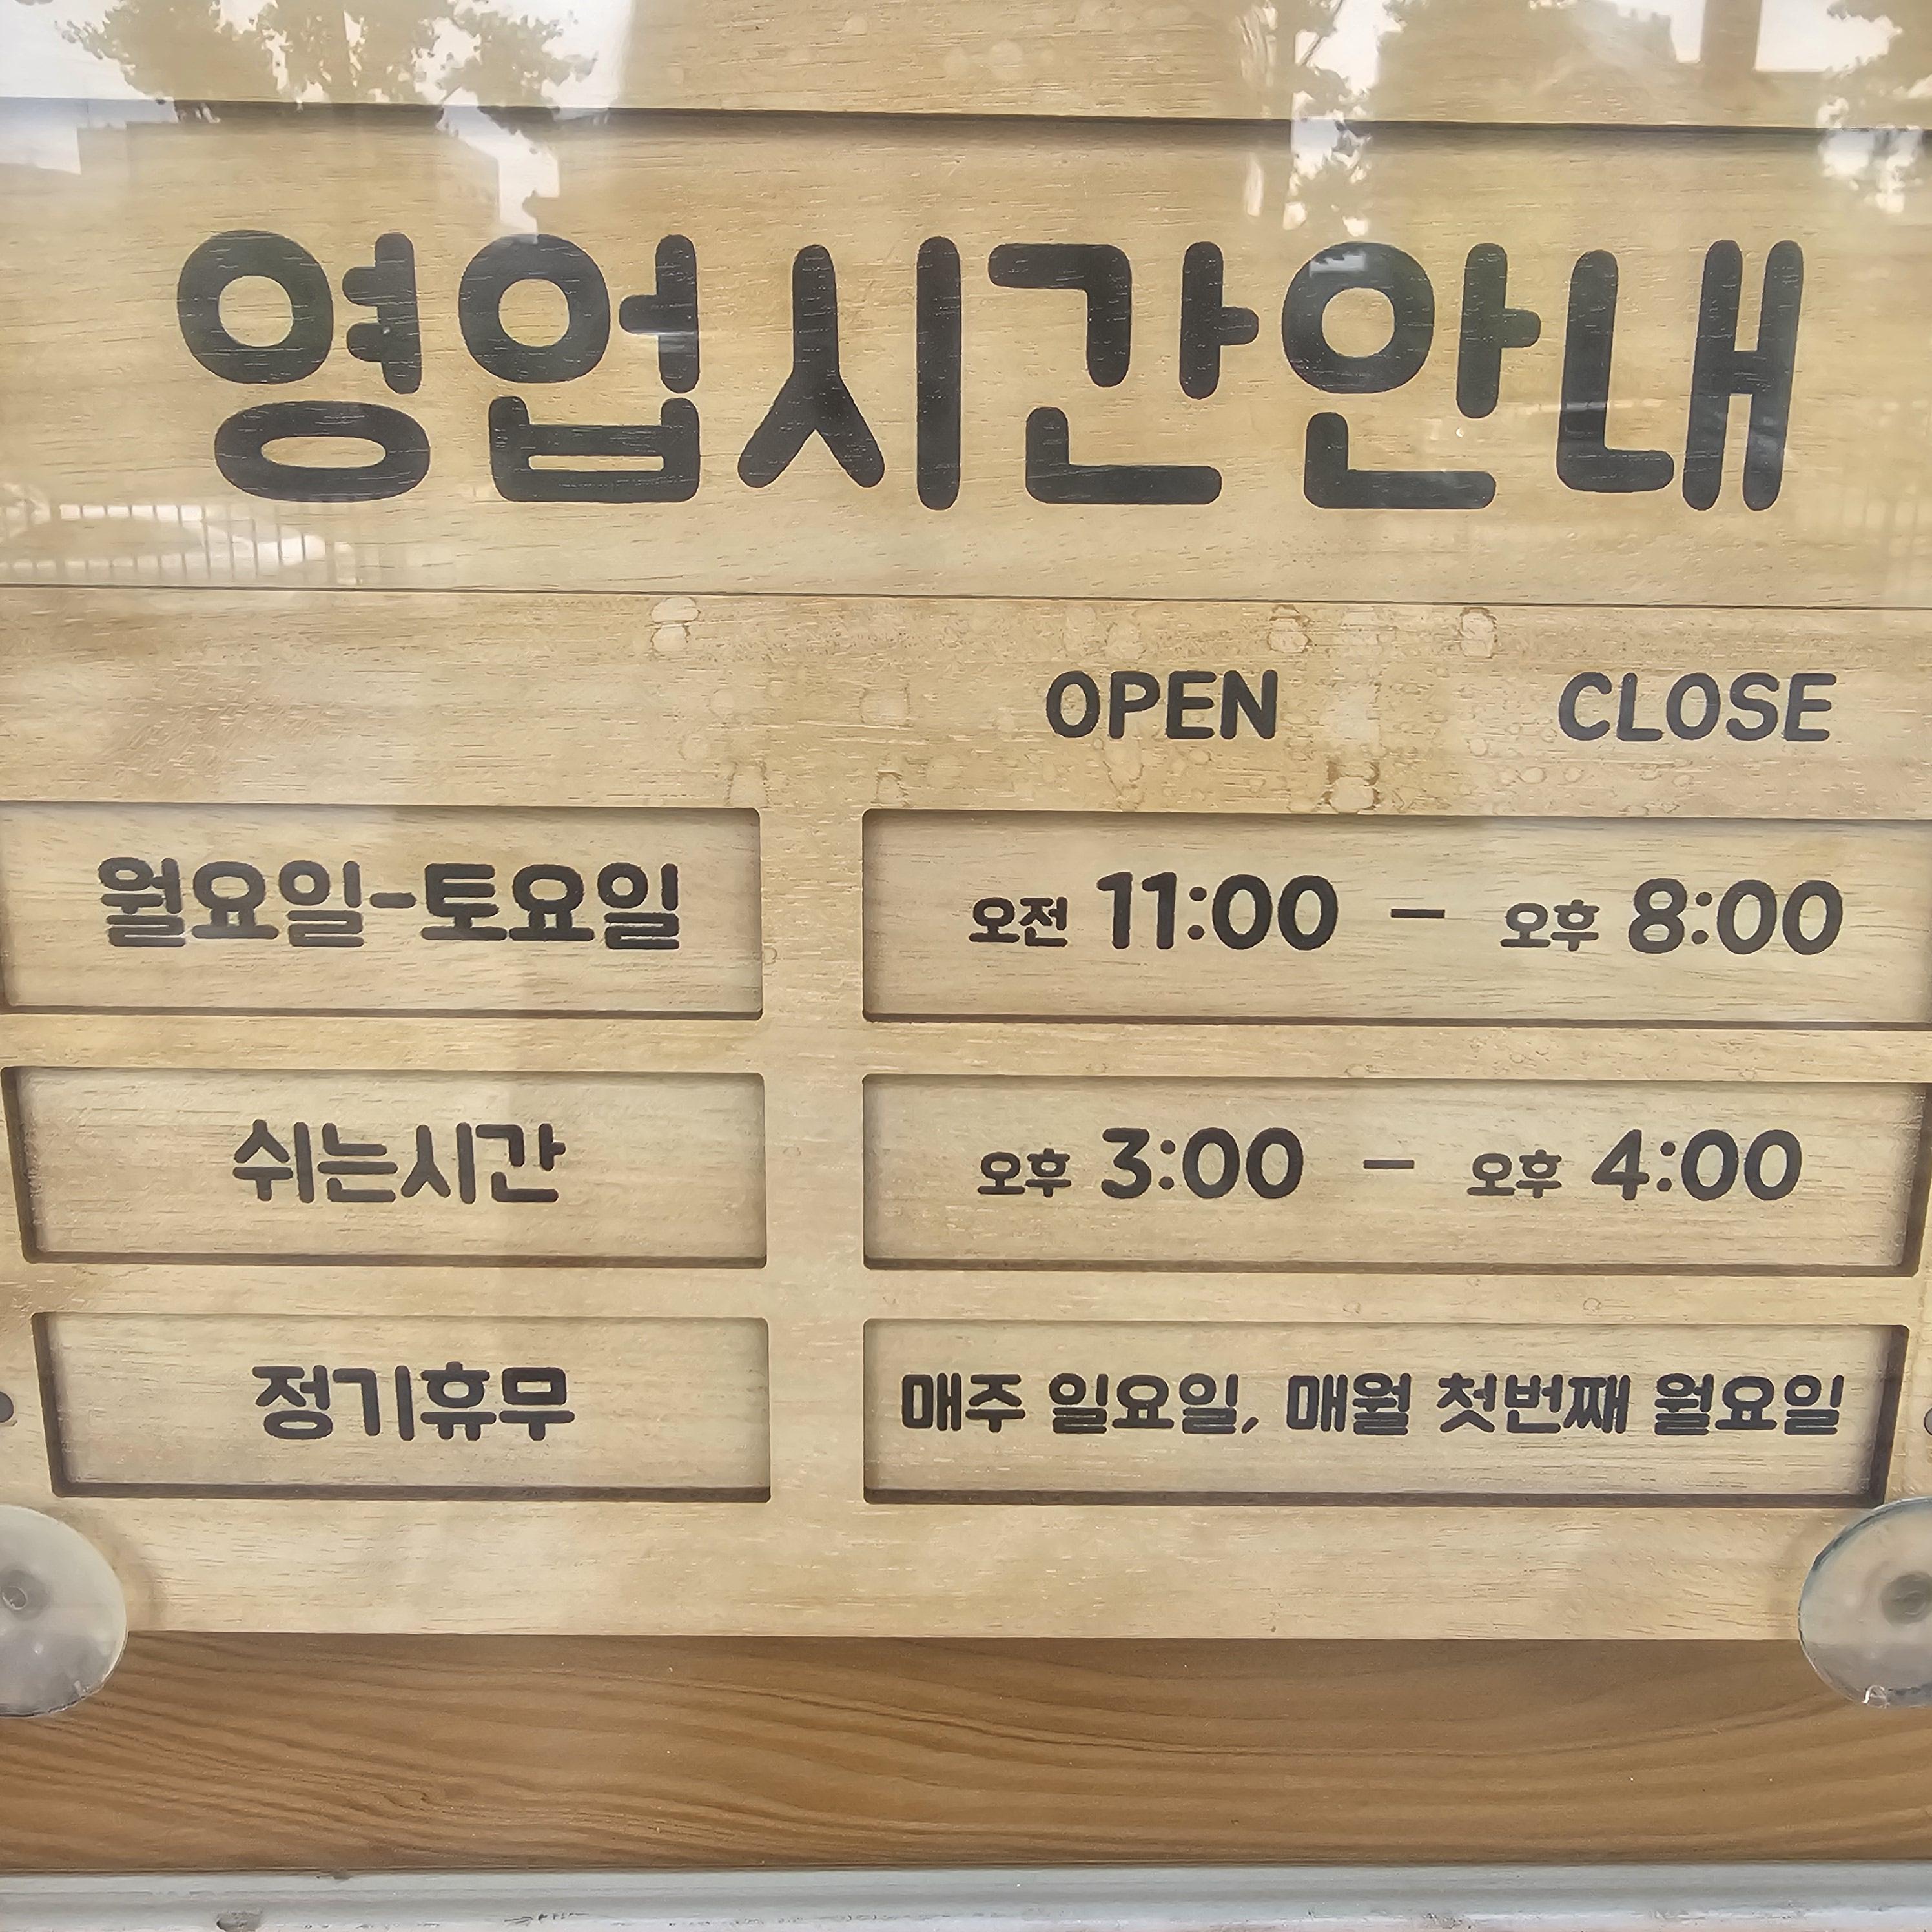 영업시간안내
OPEN CLOSE
월요일-토요일 오전 11:00 – 오후 8:00
쉬는시간 오후 3:00 – 오후 4:00
정기휴무 매주 일요일, 매월 첫번째 월요일